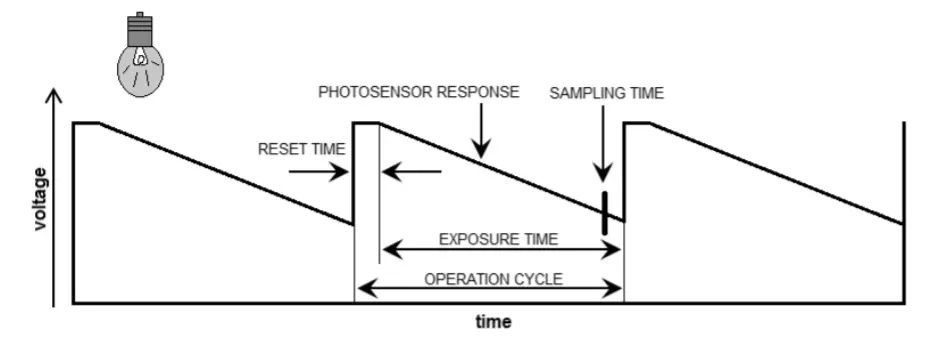 PHOTOSENSOR RESPONSE
SAMPLING TIME
RESET TIME
voltage
EXPOSURE TIME
OPERATION CYCLE
time